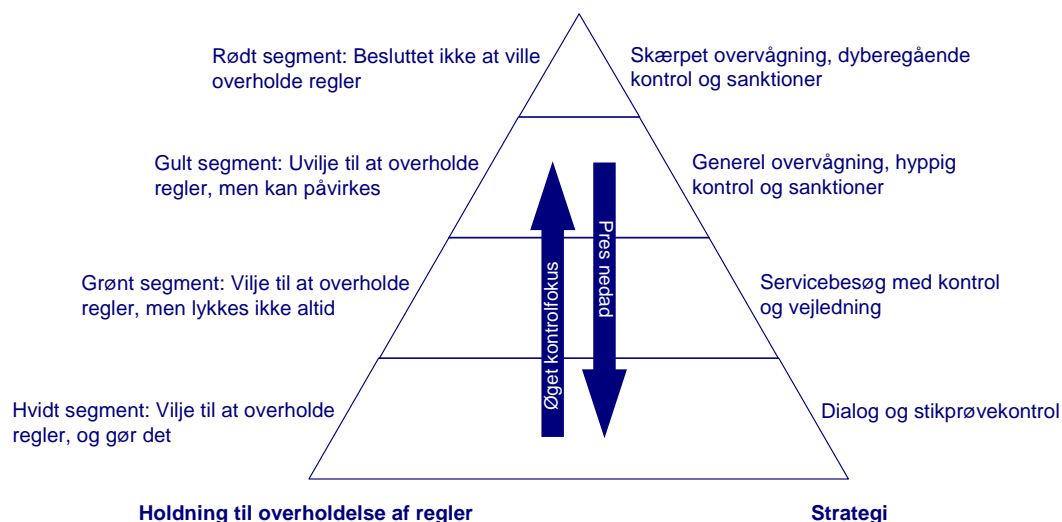 Rødt segment: Besluttet ikke at ville
overholde regler
Skærpet overvågning, dyberegående
kontrol og sanktioner
Gult segment: Uvilje til at overholde
regler, men kan påvirkes
Generel overvågning, hyppig
kontrol og sanktioner
Øget kontrolfokus
Pres nedad
Grønt segment: Vilje til at overholde
regler, men lykkes ikke altid
Servicebesøg med kontrol
og vejledning
Hvidt segment: Vilje til at overholde
regler, og gør det
Dialog og stikprøvekontrol
Holdning til overholdelse af regler
Strategi